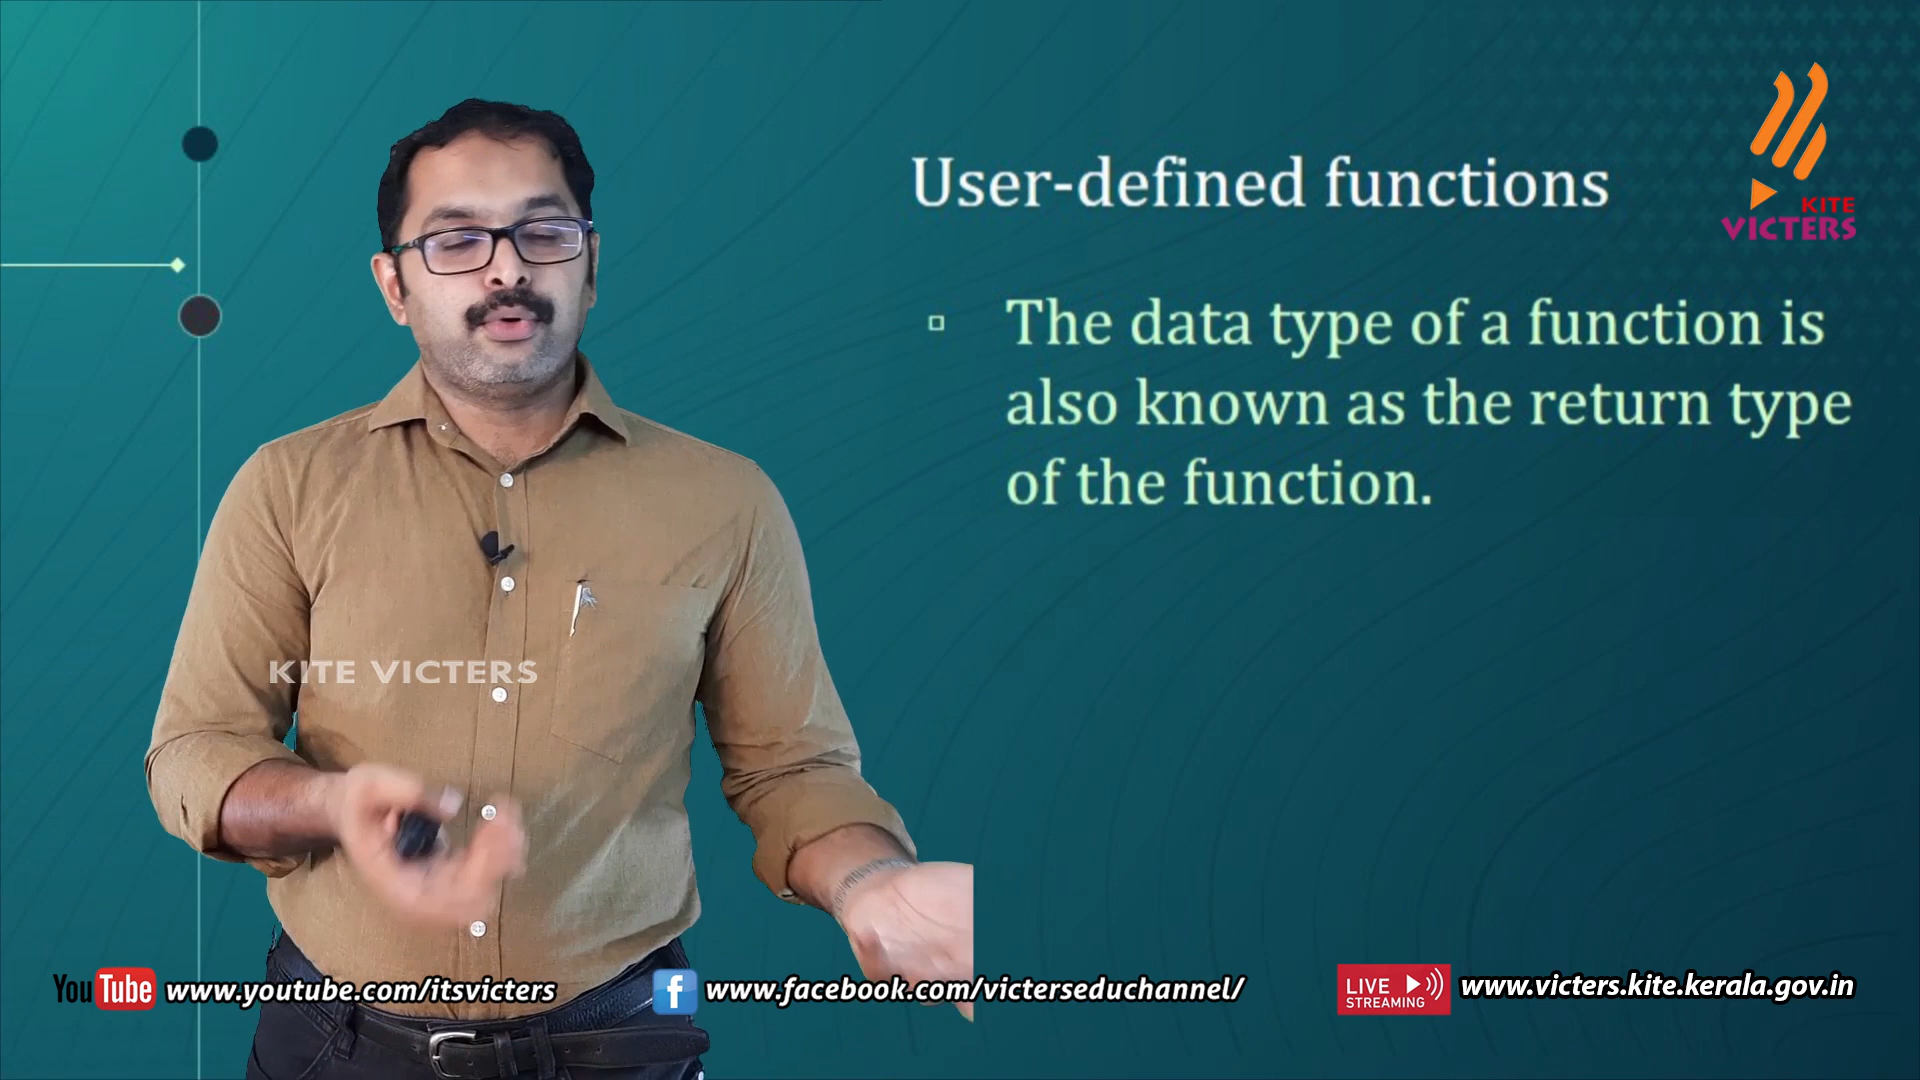 User-defined functions
KITE
VICTERS
▫ The data type of a function is
also known as the return type
of the function.
KITE VICTERS
YouTube www.youtube.com/itsvicters
f www.facebook.com/victerseduchannel/
LIVE
STREAMING
www.victers.kite.kerala.gov.in